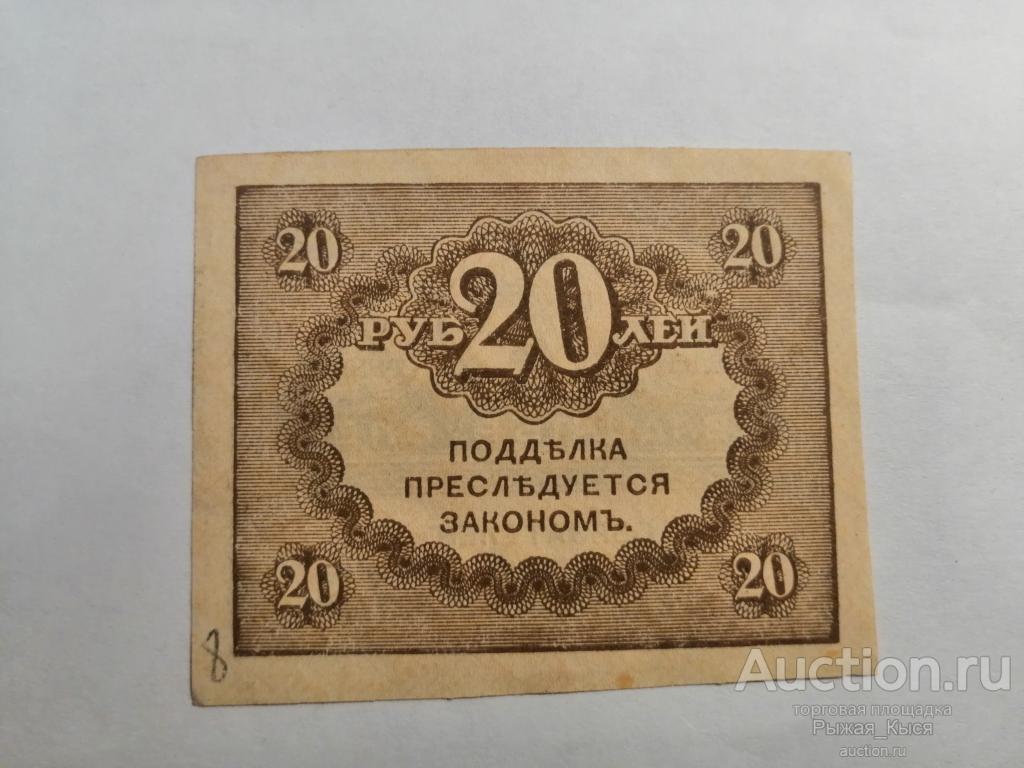 20 20
РУБ 20 ЛЕЙ
ПОДДѢЛКА
ПРЕСЛѢДУЕТСЯ
ЗАКОНОМЪ.
20 20
8
Auction.ru
торговая площадка
Рыжая_Кыся
auction.ru